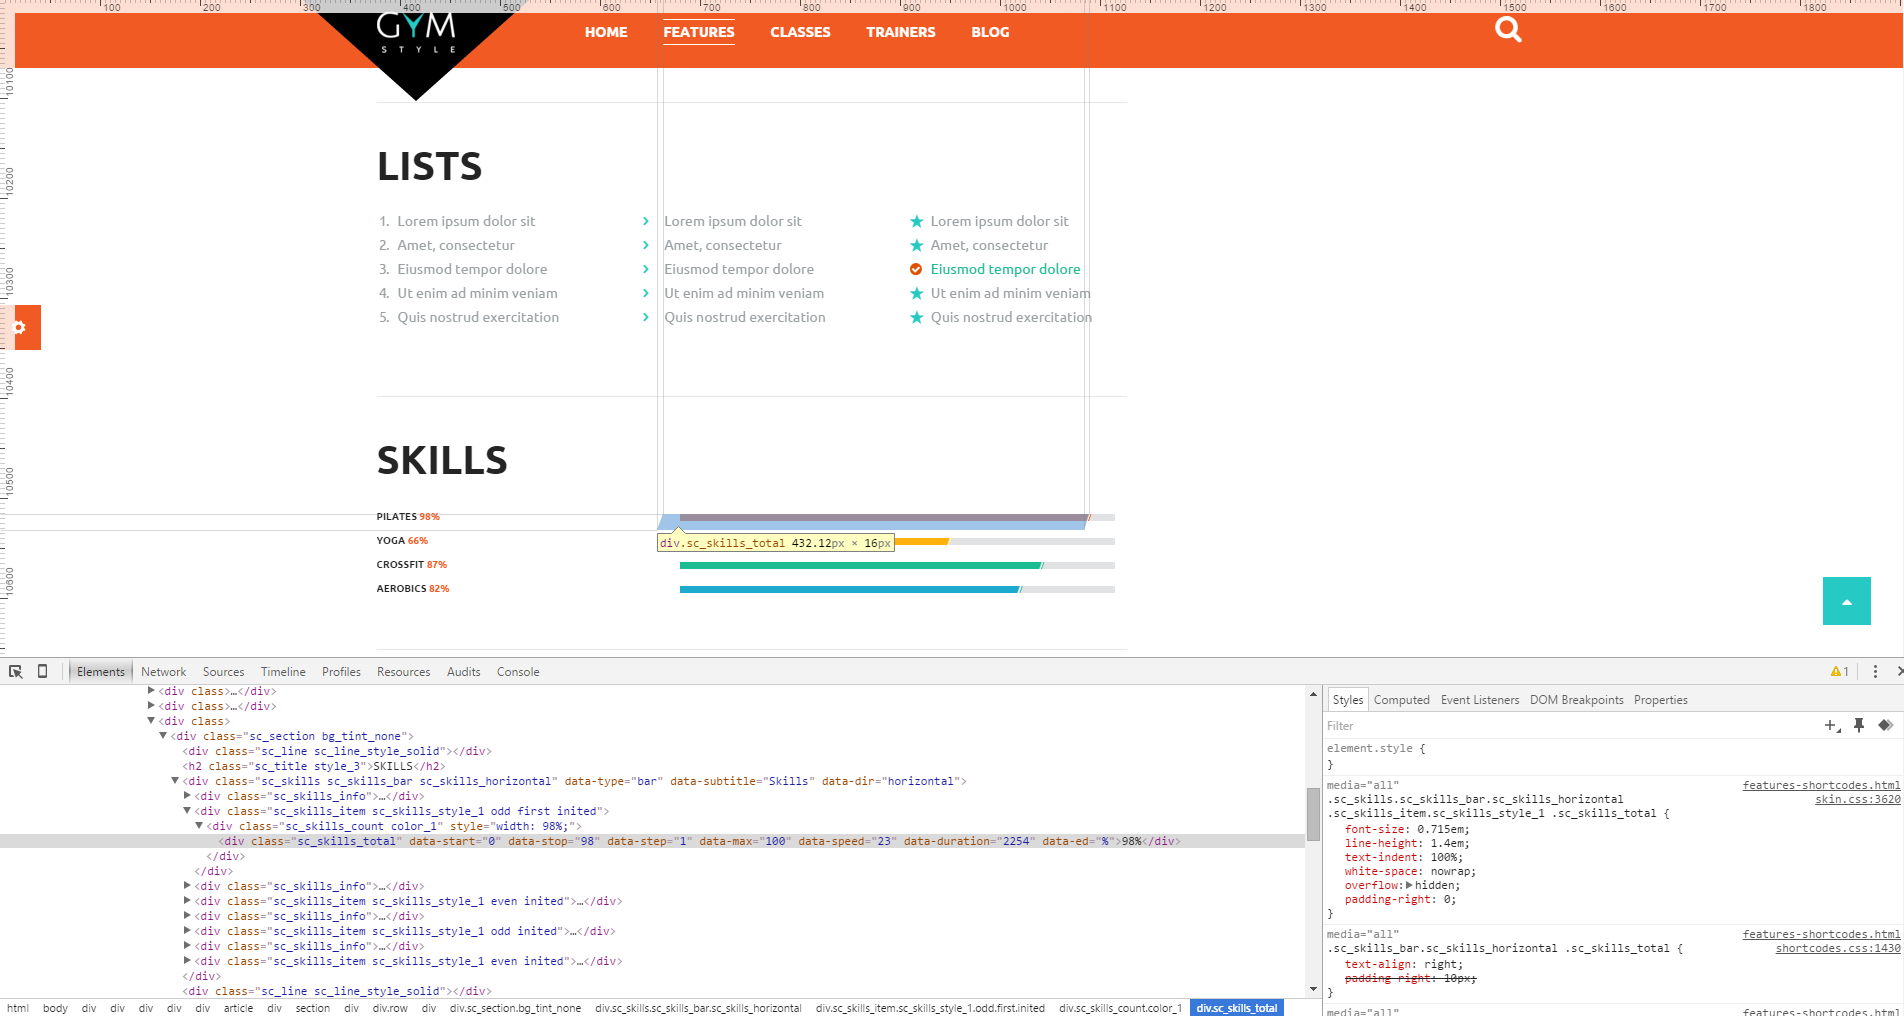 100 200 300 400 500 600 700 800 900 1000 1100 1200 1300 1400 1500 1600 1700 1800
GYM
STYLE
HOME FEATURES CLASSES TRAINERS BLOG
10100
10200
10300
10400
10500
10600
LISTS
1. Lorem ipsum dolor sit
2. Amet, consectetur
3. Eiusmod tempor dolore
4. Ut enim ad minim veniam
5. Quis nostrud exercitation
Lorem ipsum dolor sit
Amet, consectetur
Eiusmod tempor dolore
Ut enim ad minim veniam
Quis nostrud exercitation
Lorem ipsum dolor sit
Amet, consectetur
Eiusmod tempor dolore
Ut enim ad minim veniam
Quis nostrud exercitation
SKILLS
PILATES 98%
YOGA 66%
CROSSFIT 87%
AEROBICS 82%
div.sc_skills_total 432.12px × 16px
Elements Network Sources Timeline Profiles Resources Audits Console
1
<div class>…</div>
<div class>…</div>
<div class>
<div class="sc_section bg_tint_none">
<div class="sc_line sc_line_style_solid"></div>
<h2 class="sc_title style_3">SKILLS</h2>
<div class="sc_skills sc_skills_bar sc_skills_horizontal" data-type="bar" data-subtitle="Skills" data-dir="horizontal">
<div class="sc_skills_info">…</div>
<div class="sc_skills_item sc_skills_style_1 odd first inited">
<div class="sc_skills_count color_1" style="width: 98%;">
<div class="sc_skills_total" data-start="0" data-stop="98" data-step="1" data-max="100" data-speed="23" data-duration="2254" data-ed="%">98%</div>
</div>
</div>
<div class="sc_skills_info">…</div>
<div class="sc_skills_item sc_skills_style_1 even inited">…</div>
<div class="sc_skills_info">…</div>
<div class="sc_skills_item sc_skills_style_1 odd inited">…</div>
<div class="sc_skills_info">…</div>
<div class="sc_skills_item sc_skills_style_1 even inited">…</div>
</div>
<div class="sc_line sc_line_style_solid"></div>
html body div div div div div article section div div.row div div.sc_section.bg_tint_none div.sc_skills.sc_skills_bar.sc_skills_horizontal div.sc_skills_item.sc_skills_style_1.odd.first.inited div.sc_skills_count.color_1 div.sc_skills_total
Styles Computed Event Listeners DOM Breakpoints Properties
Filter
element.style {
}
media="all" features-shortcodes.html
.sc_skills.sc_skills_bar.sc_skills_horizontal skin.css:3620
.sc_skills_item.sc_skills_style_1 .sc_skills_total {
font-size: 0.715em;
line-height: 1.4em;
text-indent: 100%;
white-space: nowrap;
overflow: hidden;
padding-right: 0;
}
media="all" features-shortcodes.html
.sc_skills_bar.sc_skills_horizontal .sc_skills_total { shortcodes.css:1430
text-align: right;
padding-right: 10px;
}
media="all" features-shortcodes.html